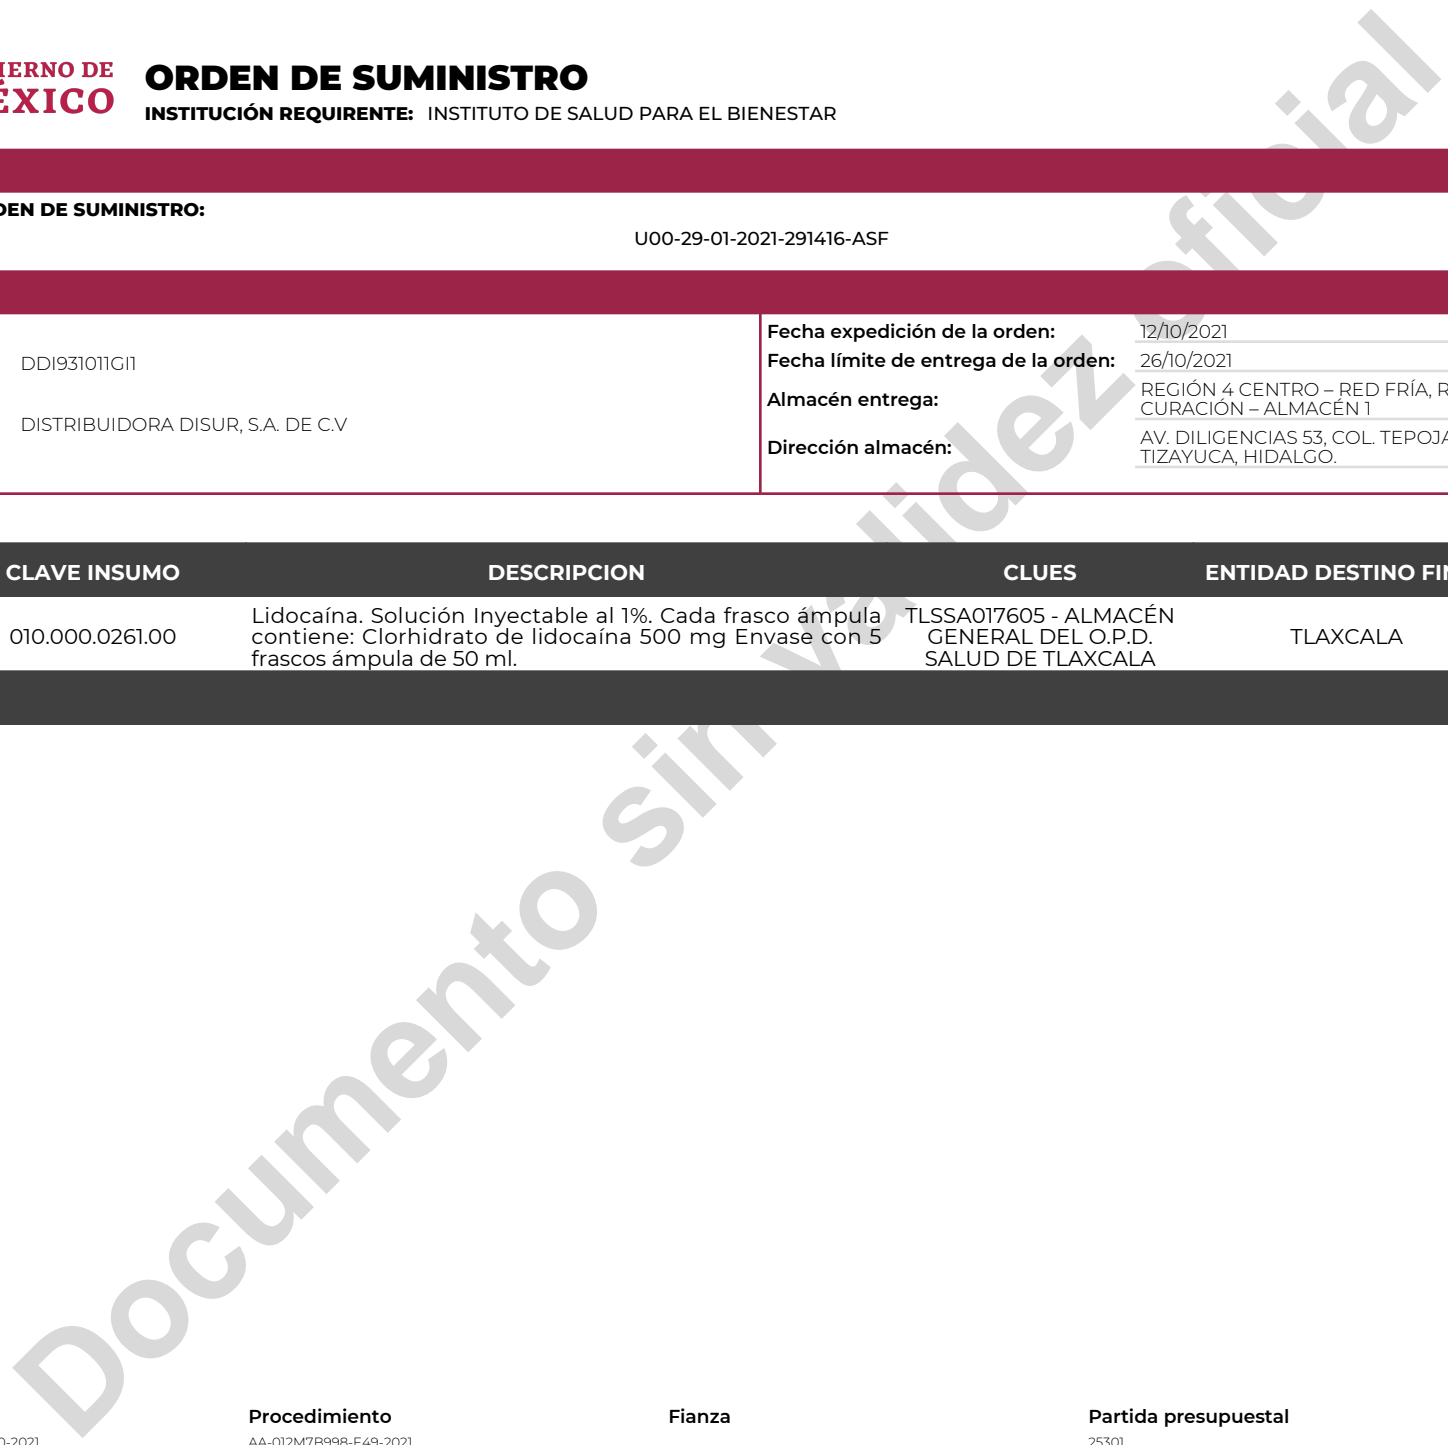 IERNO DE
ÉXICO
ORDEN DE SUMINISTRO
INSTITUCIÓN REQUIRENTE: INSTITUTO DE SALUD PARA EL BIENESTAR
DEN DE SUMINISTRO:
U00-29-01-2021-291416-ASF
DDI931011GI1
DISTRIBUIDORA DISUR, S.A. DE C.V
Fecha expedición de la orden: 12/10/2021
Fecha límite de entrega de la orden: 26/10/2021
Almacén entrega: REGIÓN 4 CENTRO – RED FRÍA, R
CURACIÓN – ALMACÉN 1
Dirección almacén: AV. DILIGENCIAS 53, COL. TEPOJA
TIZAYUCA, HIDALGO.
CLAVE INSUMO DESCRIPCION CLUES ENTIDAD DESTINO FIN
010.000.0261.00
Lidocaína. Solución Inyectable al 1%. Cada frasco ámpula
contiene: Clorhidrato de lidocaína 500 mg Envase con 5
frascos ámpula de 50 ml.
TLSSA017605 - ALMACÉN
GENERAL DEL O.P.D.
SALUD DE TLAXCALA
TLAXCALA
Documento sin validez oficial
Procedimiento Fianza Partida presupuestal
0-2021 AA-012M7B998-E49-2021 25301